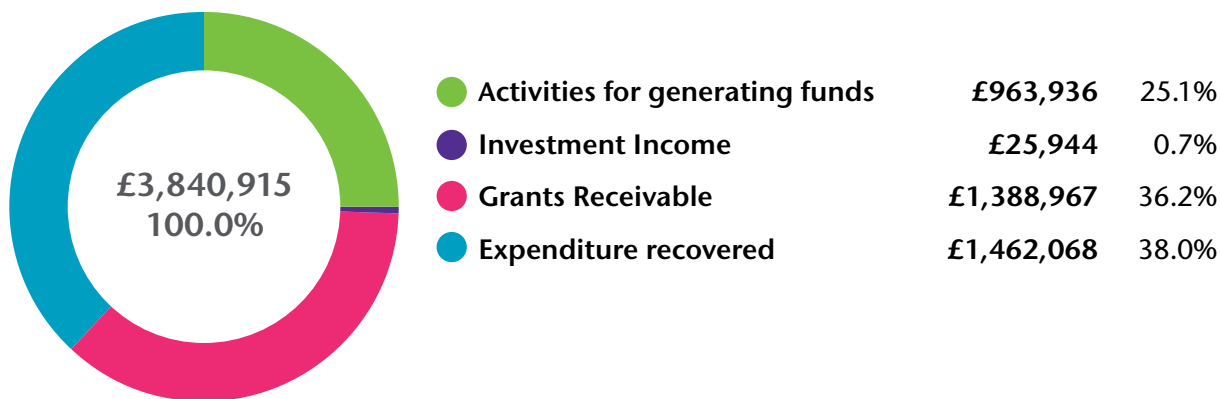 £3,840,915
100.0%
Activities for generating funds £963,936 25.1%
Investment Income £25,944 0.7%
Grants Receivable £1,388,967 36.2%
Expenditure recovered £1,462,068 38.0%